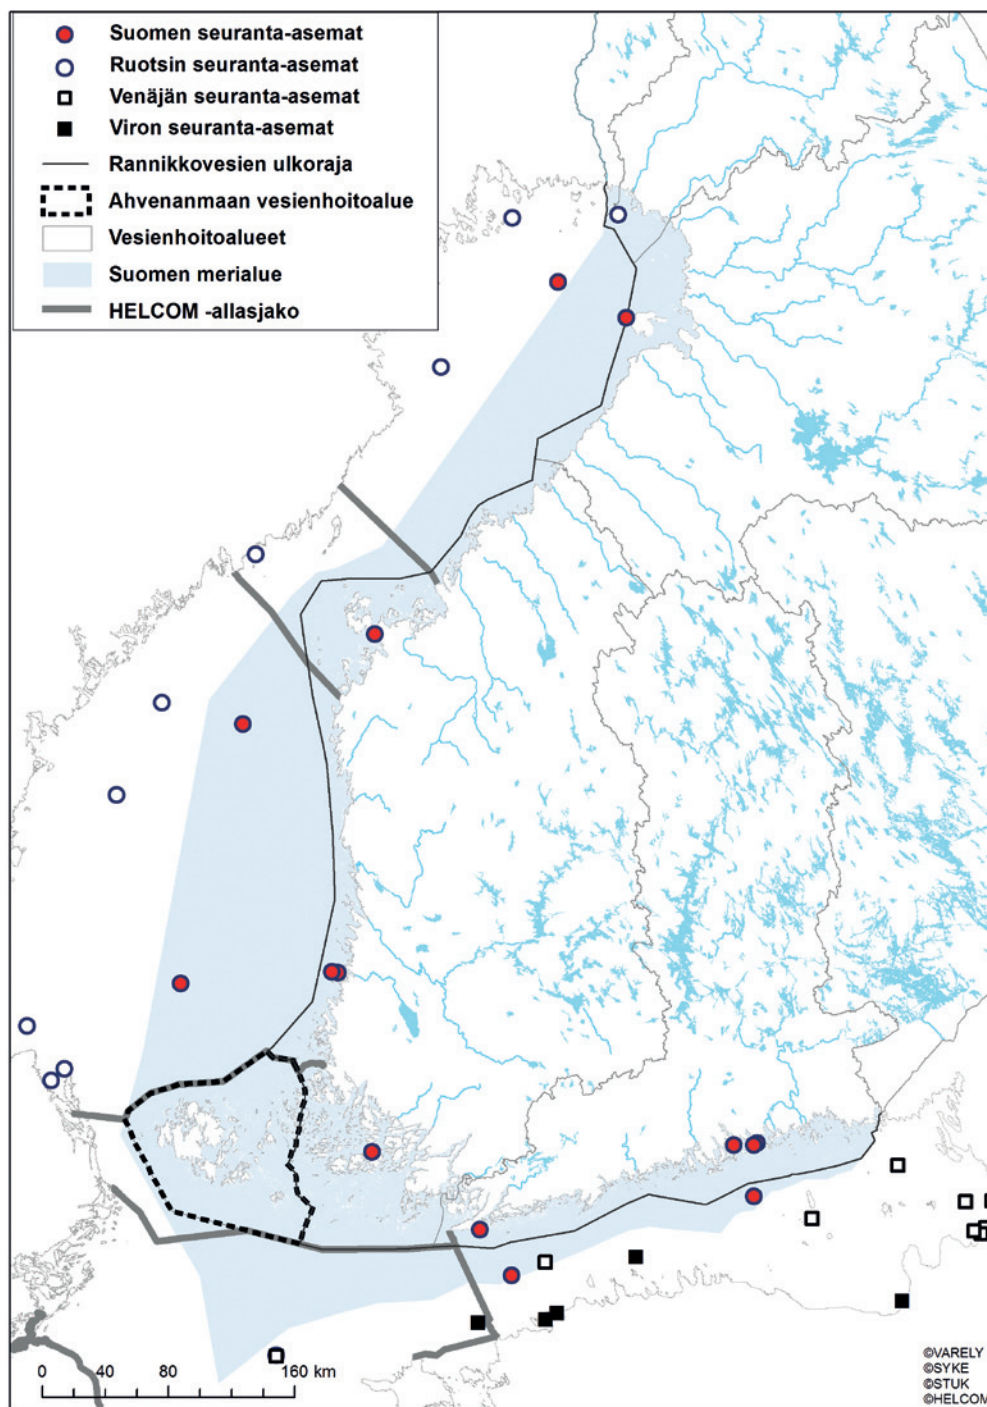 Suomen seuranta-asemat
Ruotsin seuranta-asemat
Venäjän seuranta-asemat
Viron seuranta-asemat
Rannikkovesien ulkoraja
Ahvenanmaan vesienhoitoalue
Vesienhoitoalueet
Suomen merialue
HELCOM -allasjako
0 40 80 160 km
©VARELY
©SYKE
©STUK
©HELCOM